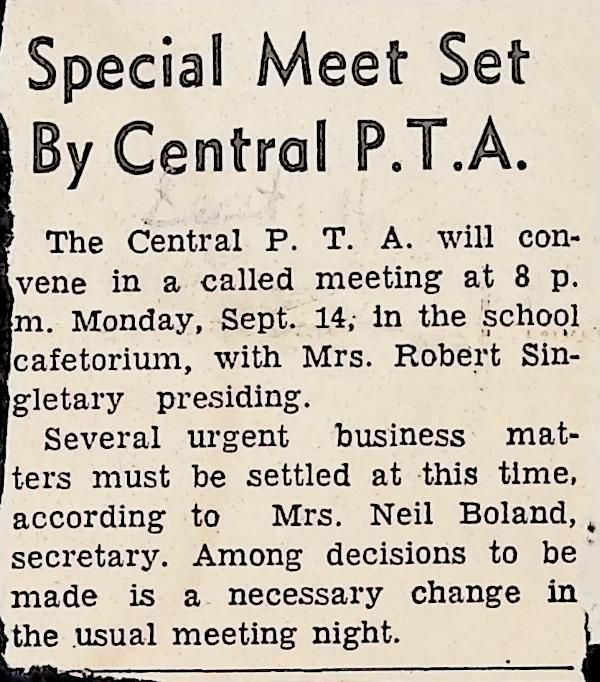 Special Meet Set
By Central P.T.A.
The Central P. T. A. will con-
vene in a called meeting at 8 p.
m. Monday, Sept. 14, in the school
cafetorium, with Mrs. Robert Sin-
gletary presiding.
Several urgent business mat-
ters must be settled at this time,
according to Mrs. Neil Boland,
secretary. Among decisions to be
made is a necessary change in
the usual meeting night.